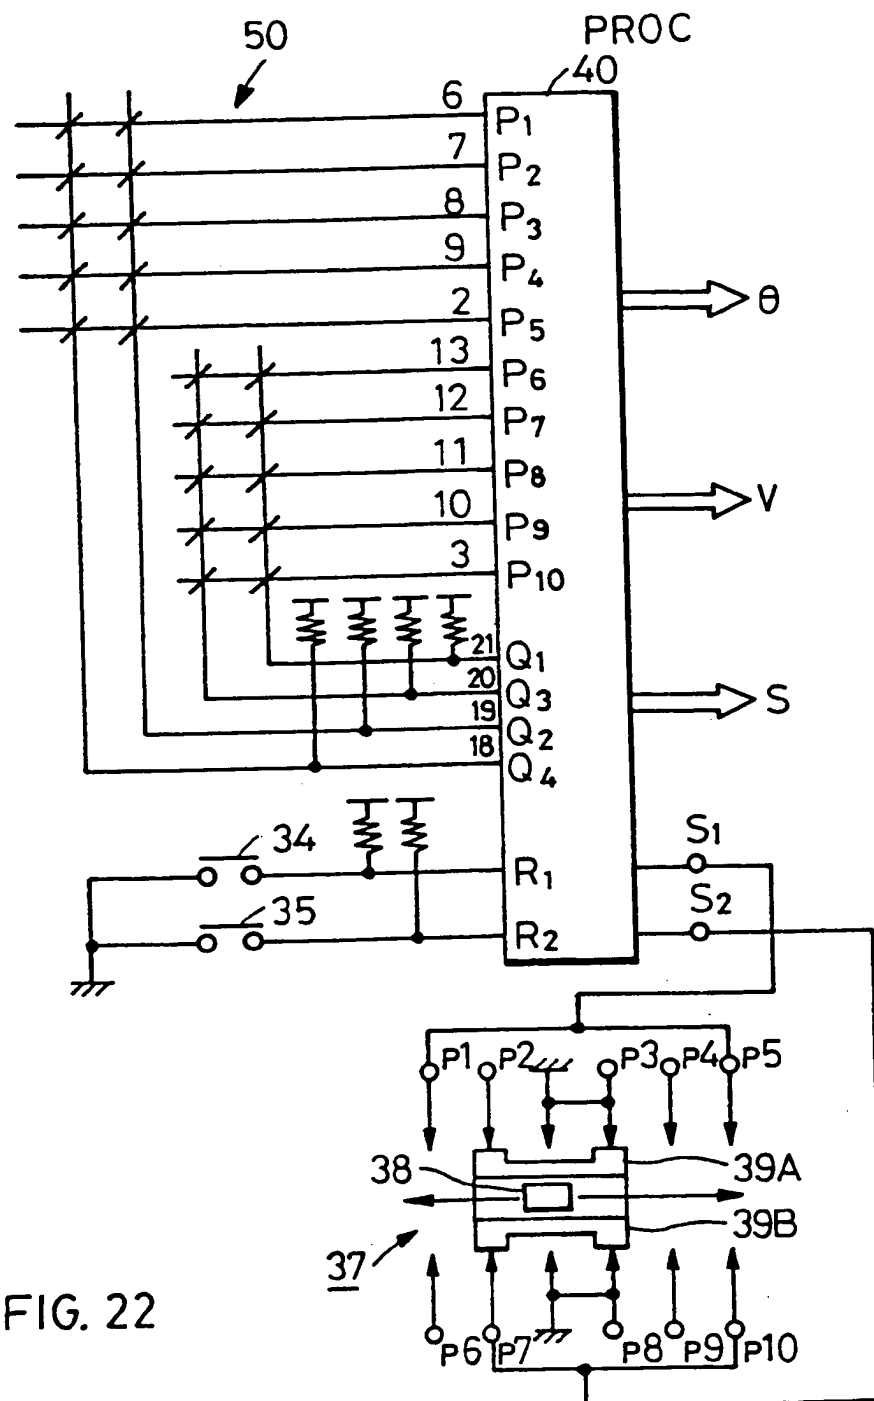 50
PROC
40
6 P1
7 P2
8 P3
θ
9 P4
2 P5
13 P6
12 P7
11 P8
V
10 P9
3 P10
21 Q1
20 Q3
S
19 Q2
18 Q4
34
R1
S1
35
R2
S2
P1 P2 P3 P4 P5
38
39A
39B
37
FIG. 22
P6 P7 P8 P9 P10